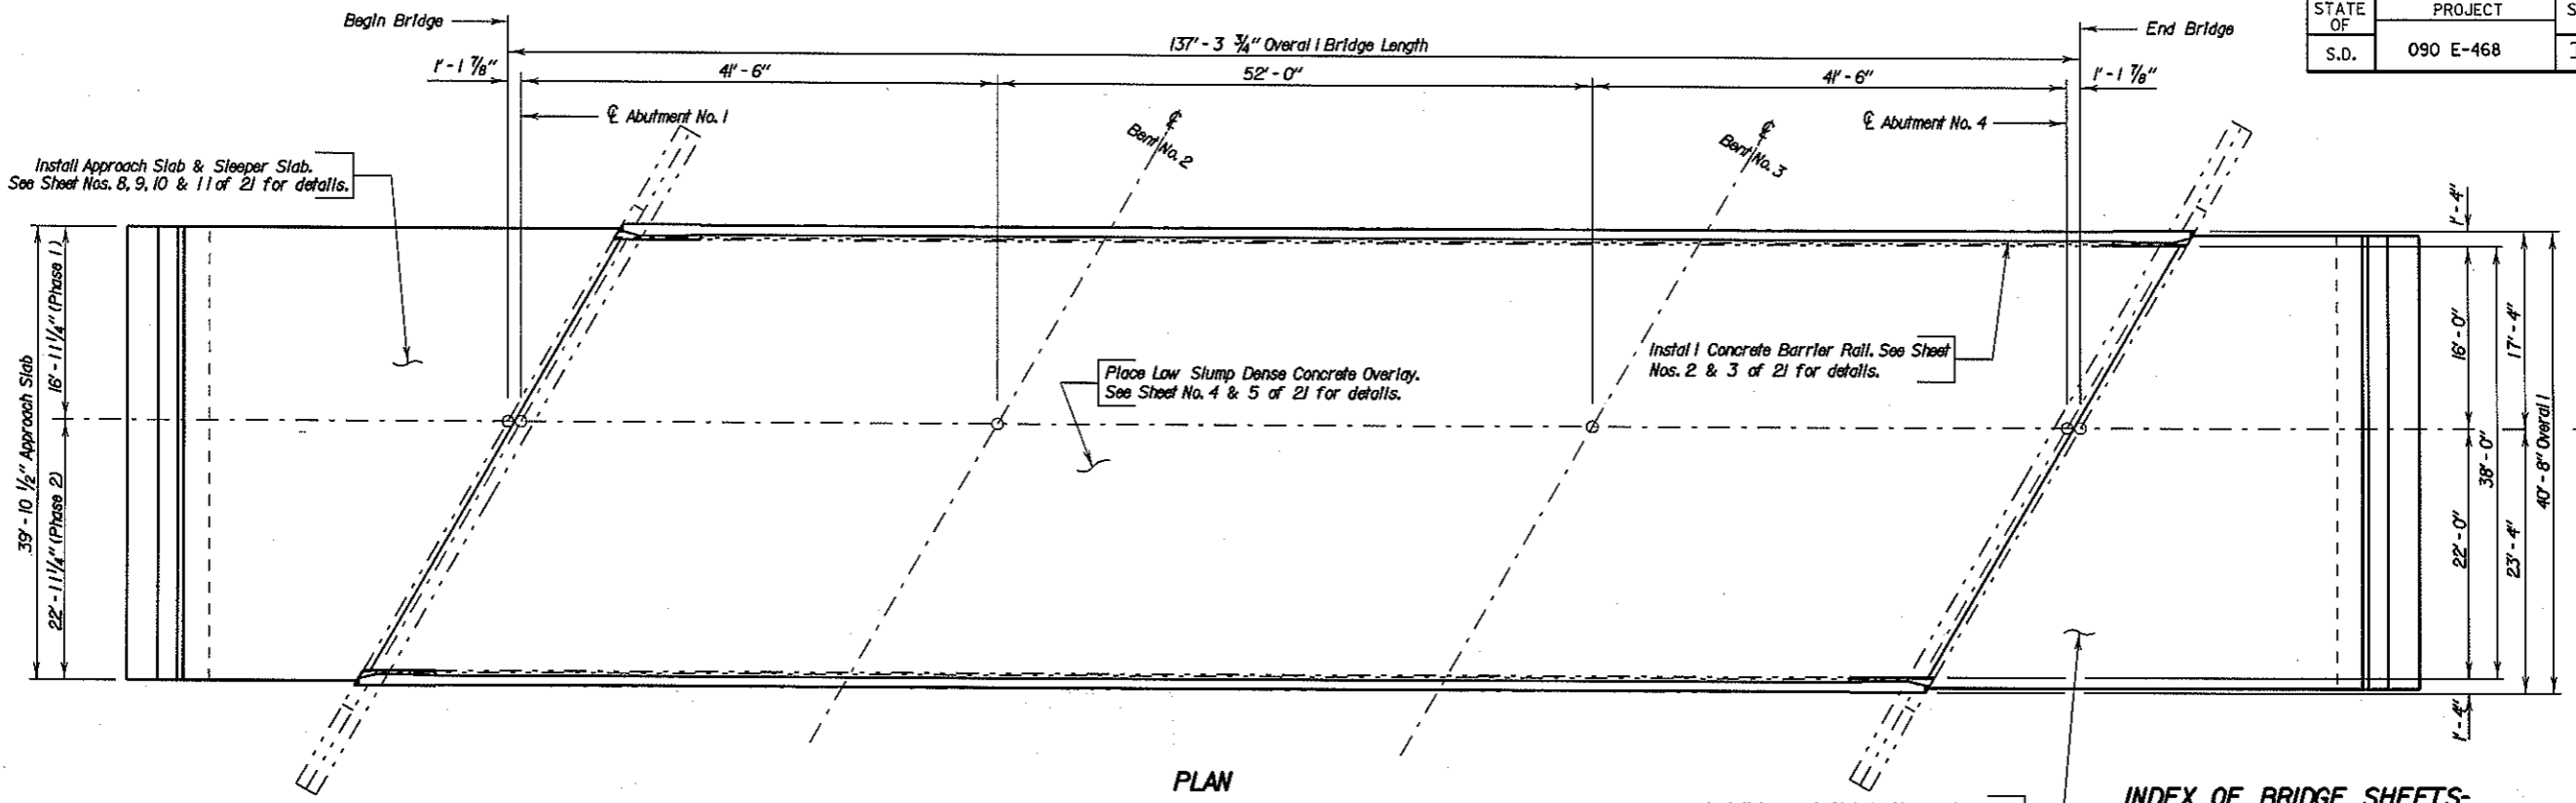 STATE OF
PROJECT
S.D.
090 E-468
Begin Bridge
End Bridge
137'-3 3/4" Overall Bridge Length
1'-1 7/8"
41'-6"
52'-0"
41'-6"
1'-1 7/8"
℄ Abutment No. 1
℄ Bent No. 2
℄ Bent No. 3
℄ Abutment No. 4
Install Approach Slab & Sleeper Slab.
See Sheet Nos. 8, 9, 10 & 11 of 21 for details.
39'-10 1/2" Approach Slab
16'-11 1/4" (Phase 1)
22'-11 1/4" (Phase 2)
Place Low Slump Dense Concrete Overlay.
See Sheet No. 4 & 5 of 21 for details.
Install Concrete Barrier Rail. See Sheet
Nos. 2 & 3 of 21 for details.
1'-4"
16'-0"
17'-4"
38'-0"
40'-8" Overall
22'-0"
23'-4"
1'-4"
PLAN
INDEX OF BRIDGE SHEETS-